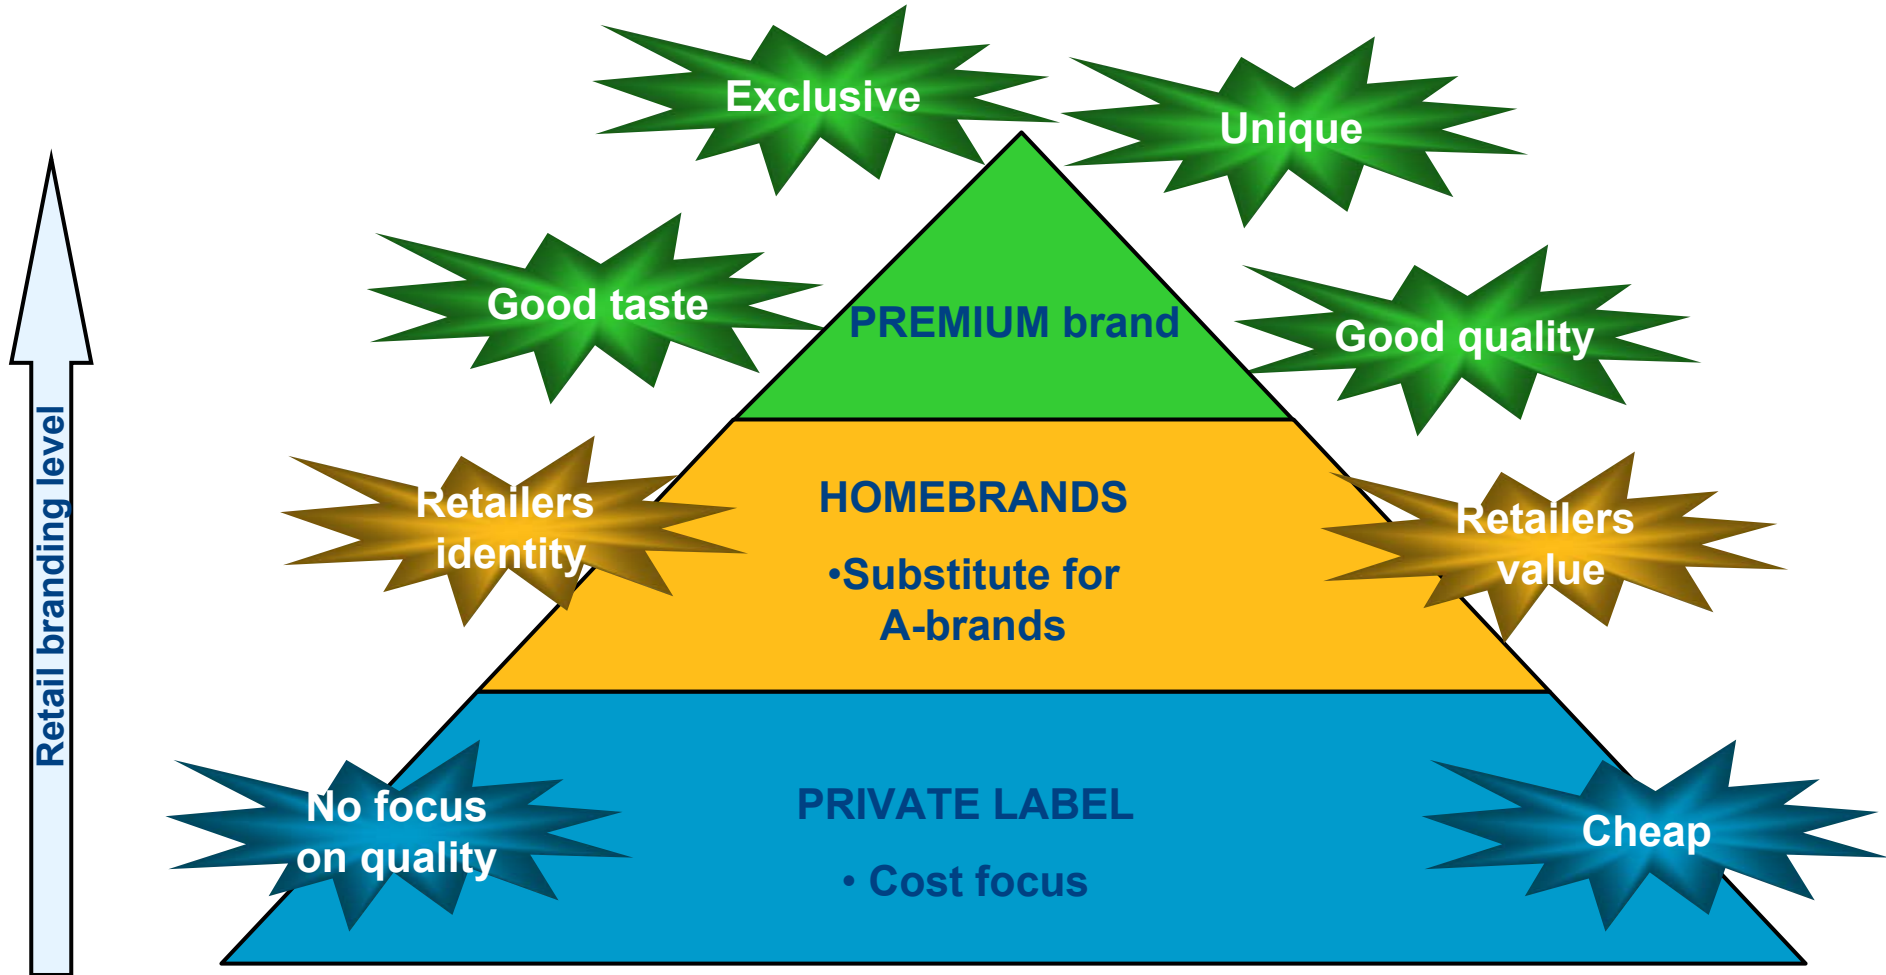 Exclusive
Unique
Good taste
PREMIUM brand
Good quality
Retail branding level
Retailers
identity
HOMEBRANDS
•Substitute for
A-brands
Retailers
value
No focus
on quality
PRIVATE LABEL
• Cost focus
Cheap